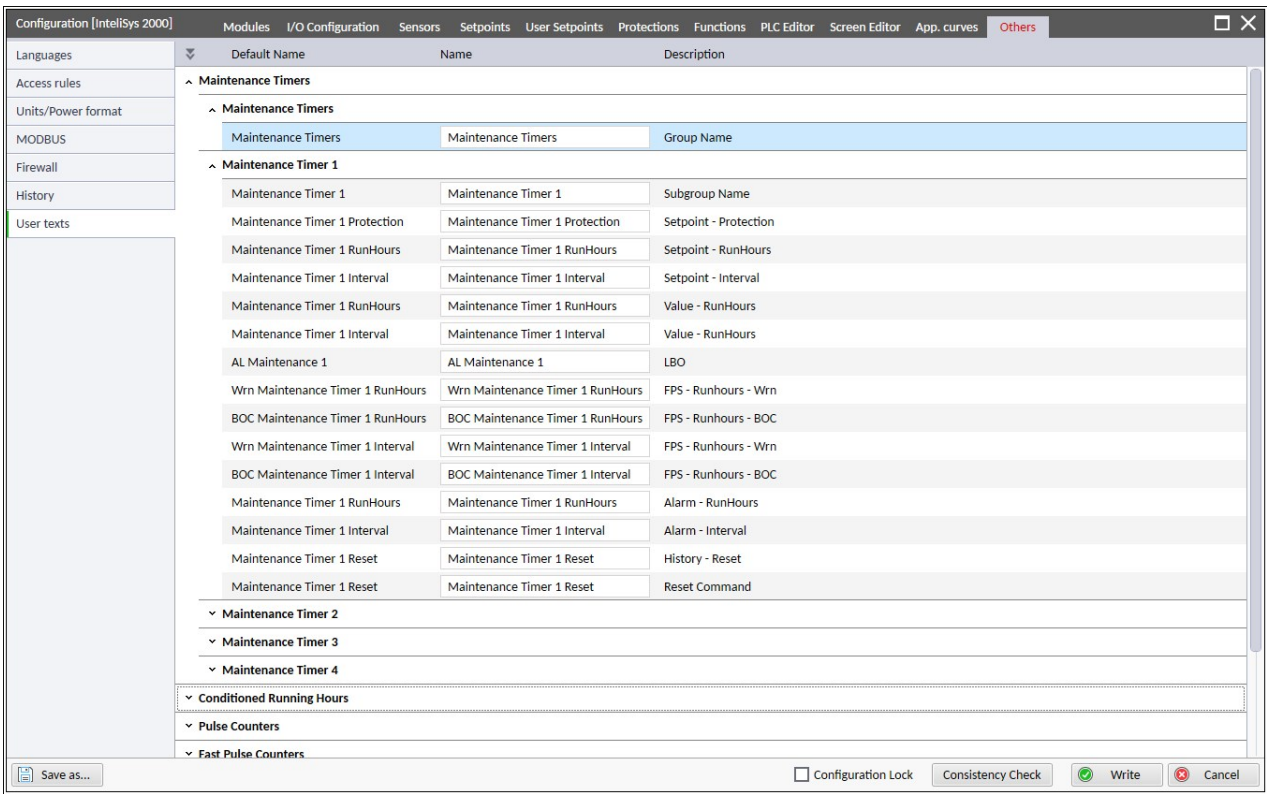 Configuration [InteliSys 2000] Modules I/O Configuration Sensors Setpoints User Setpoints Protections Functions PLC Editor Screen Editor App. curves Others
Languages
Access rules
Units/Power format
MODBUS
Firewall
History
User texts
Default Name Name Description
Maintenance Timers
Maintenance Timers
Maintenance Timers Maintenance Timers Group Name
Maintenance Timer 1
Maintenance Timer 1 Maintenance Timer 1 Subgroup Name
Maintenance Timer 1 Protection Maintenance Timer 1 Protection Setpoint - Protection
Maintenance Timer 1 RunHours Maintenance Timer 1 RunHours Setpoint - RunHours
Maintenance Timer 1 Interval Maintenance Timer 1 Interval Setpoint - Interval
Maintenance Timer 1 RunHours Maintenance Timer 1 RunHours Value - RunHours
Maintenance Timer 1 Interval Maintenance Timer 1 Interval Value - RunHours
AL Maintenance 1 AL Maintenance 1 LBO
Wrn Maintenance Timer 1 RunHours Wrn Maintenance Timer 1 RunHours FPS - Runhours - Wrn
BOC Maintenance Timer 1 RunHours BOC Maintenance Timer 1 RunHours FPS - Runhours - BOC
Wrn Maintenance Timer 1 Interval Wrn Maintenance Timer 1 Interval FPS - Runhours - Wrn
BOC Maintenance Timer 1 Interval BOC Maintenance Timer 1 Interval FPS - Runhours - BOC
Maintenance Timer 1 RunHours Maintenance Timer 1 RunHours Alarm - RunHours
Maintenance Timer 1 Interval Maintenance Timer 1 Interval Alarm - Interval
Maintenance Timer 1 Reset Maintenance Timer 1 Reset History - Reset
Maintenance Timer 1 Reset Maintenance Timer 1 Reset Reset Command
Maintenance Timer 2
Maintenance Timer 3
Maintenance Timer 4
Conditioned Running Hours
Pulse Counters
Fast Pulse Counters
Save as... Configuration Lock Consistency Check Write Cancel